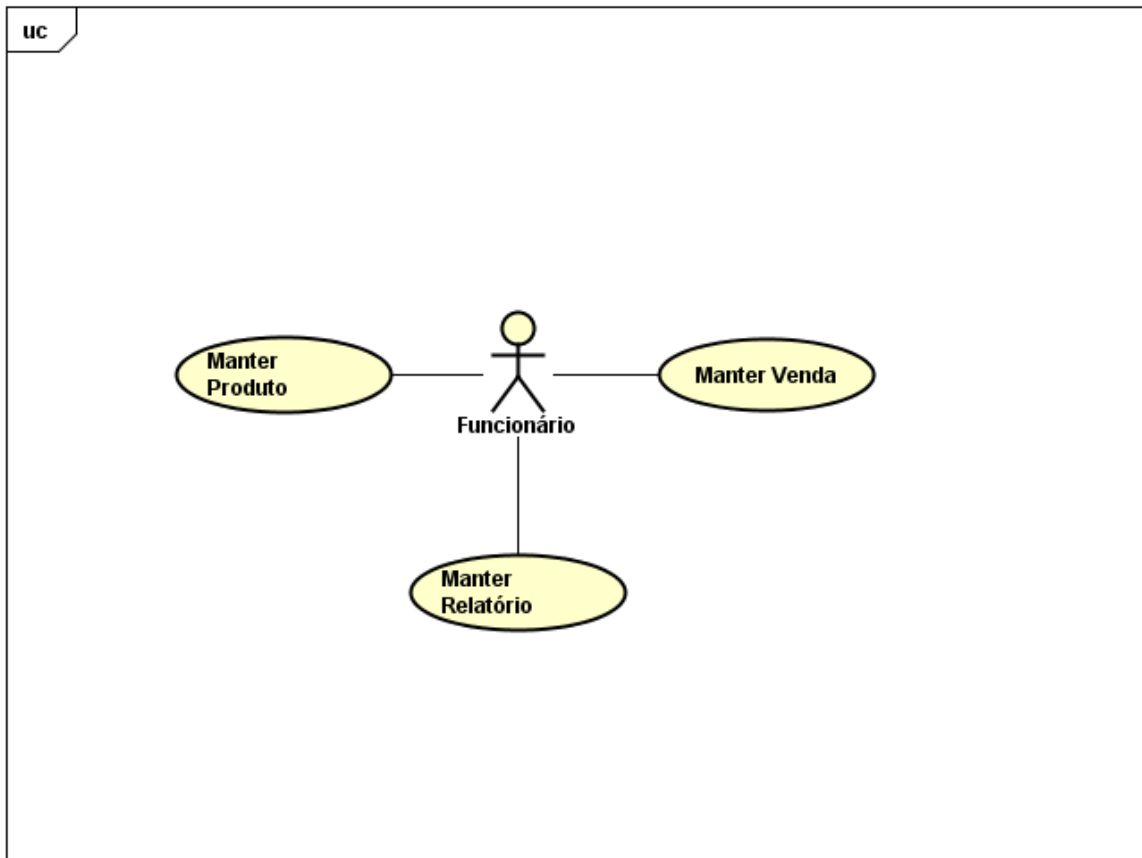 uc
Manter
Produto
Manter Venda
Funcionário
Manter
Relatório